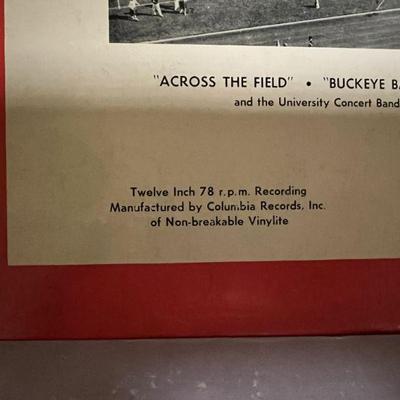 "ACROSS THE FIELD" • "BUCKEYE
and the University Concert Band
Twelve Inch 78 r.p.m. Recording
Manufactured by Columbia Records, Inc.
of Non-breakable Vinylite